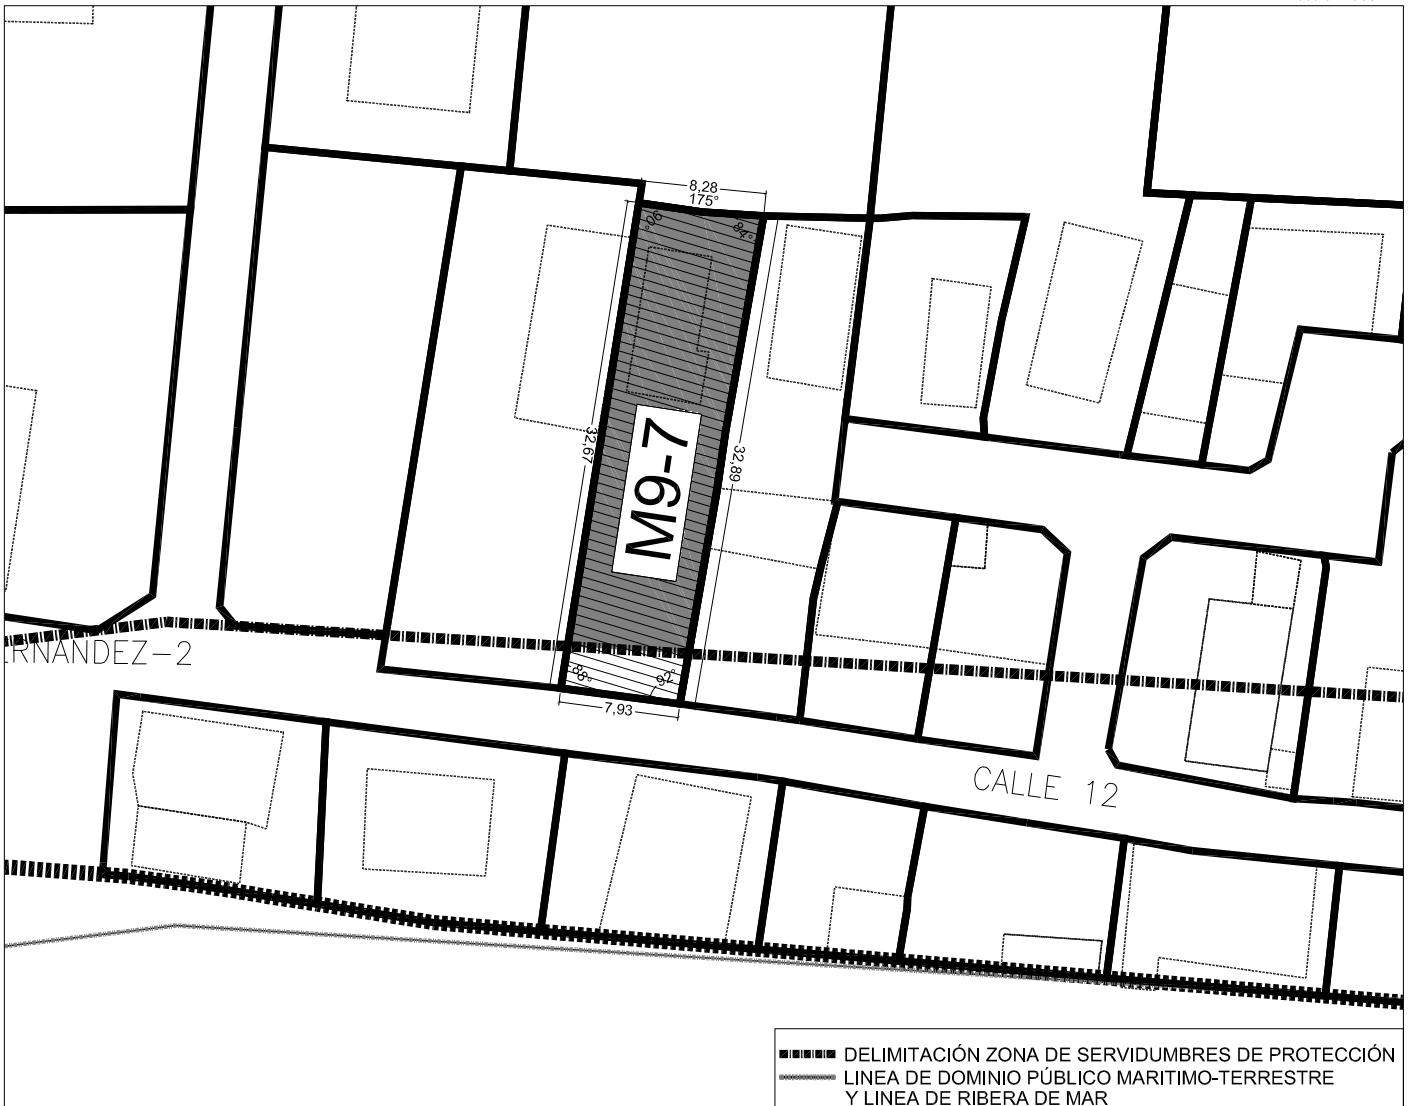 8,28
175°
90°
84°
32,67
32,89
M9-7
ERNÁNDEZ-2
88°
92°
7,93
CALLE 12
DELIMITACIÓN ZONA DE SERVIDUMBRES DE PROTECCIÓN
LINEA DE DOMINIO PÚBLICO MARITIMO-TERRESTRE
Y LINEA DE RIBERA DE MAR